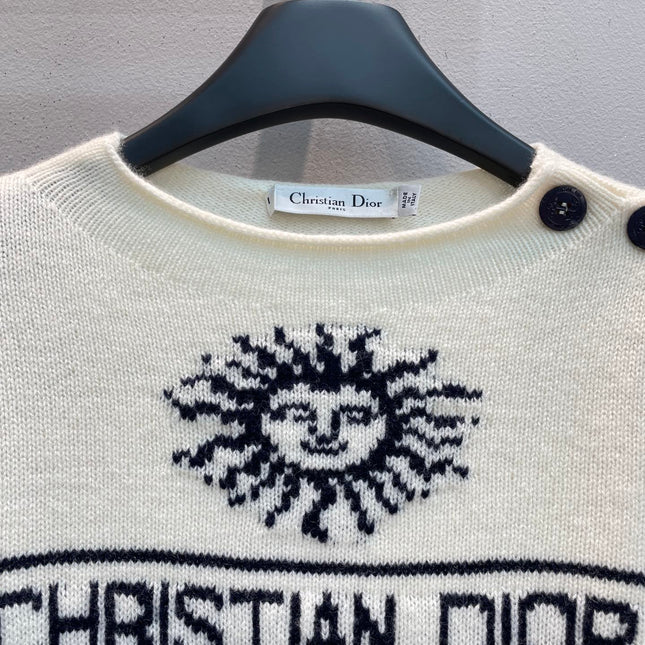 Christian Dior
PARIS
MADE
IN
ITALY
CHRISTIAN DIOR